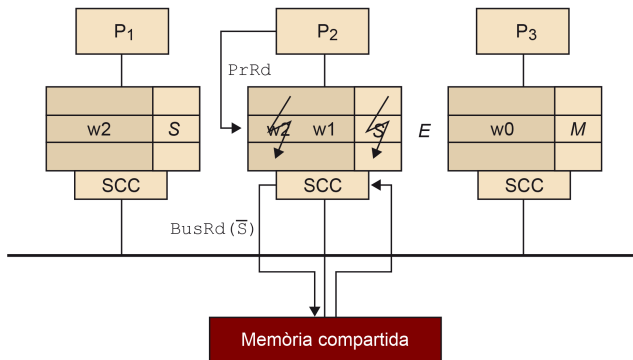 P1
P2
P3
PrRd
w2
S
w2
w1
S
E
w0
M
SCC
SCC
SCC
BusRd(S̅)
Memòria compartida